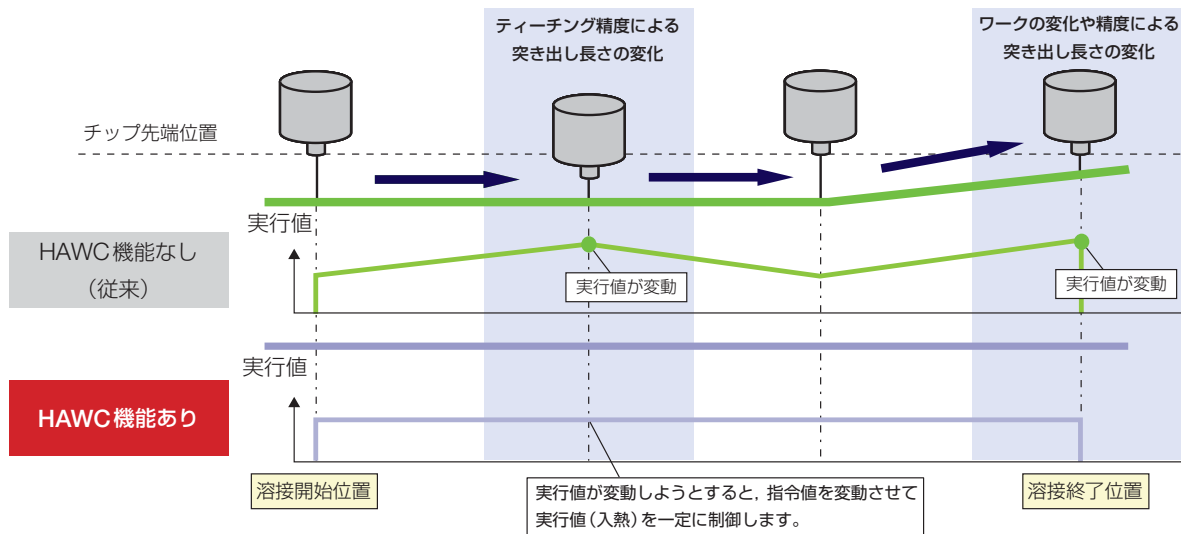 ティーチング精度による
突き出し長さの変化
ワークの変化や精度による
突き出し長さの変化
チップ先端位置
実行値
HAWC機能なし
（従来）
実行値が変動
実行値が変動
実行値
HAWC機能あり
溶接開始位置
実行値が変動しようとすると，指令値を変動させて
実行値（入熱）を一定に制御します。
溶接終了位置